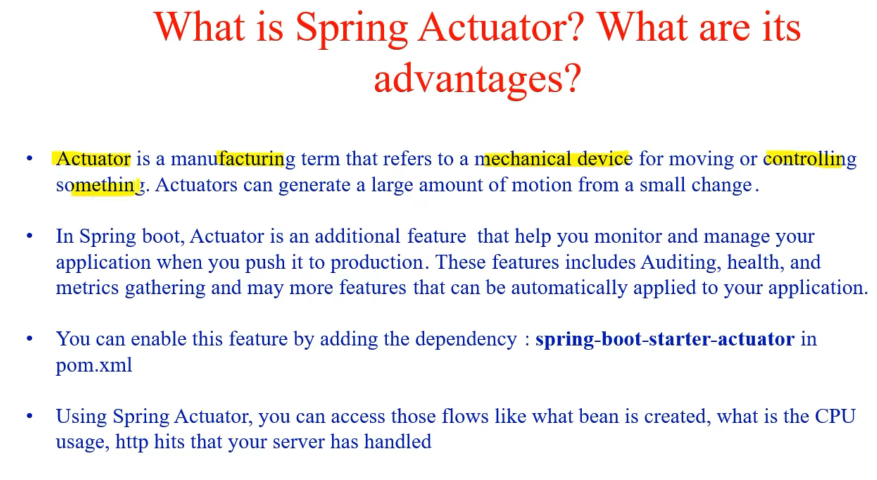 What is Spring Actuator? What are its
advantages?
• Actuator is a manufacturing term that refers to a mechanical device for moving or controlling
something. Actuators can generate a large amount of motion from a small change.
• In Spring boot, Actuator is an additional feature that help you monitor and manage your
application when you push it to production. These features includes Auditing, health, and
metrics gathering and may more features that can be automatically applied to your application.
• You can enable this feature by adding the dependency : spring-boot-starter-actuator in
pom.xml
• Using Spring Actuator, you can access those flows like what bean is created, what is the CPU
usage, http hits that your server has handled